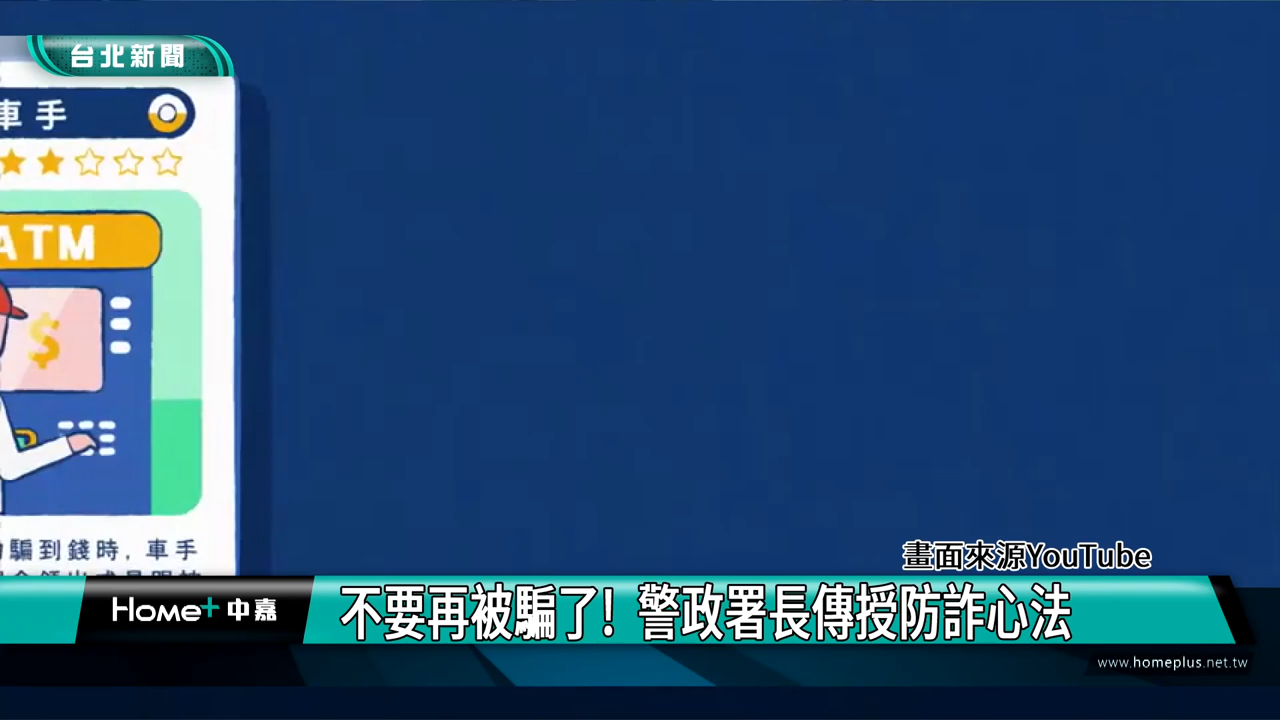 台北新聞
車手
ATM
$
騙到錢時，車手
畫面來源YouTube
Home+中嘉
不要再被騙了! 警政署長傳授防詐心法
www.homeplus.net.tw